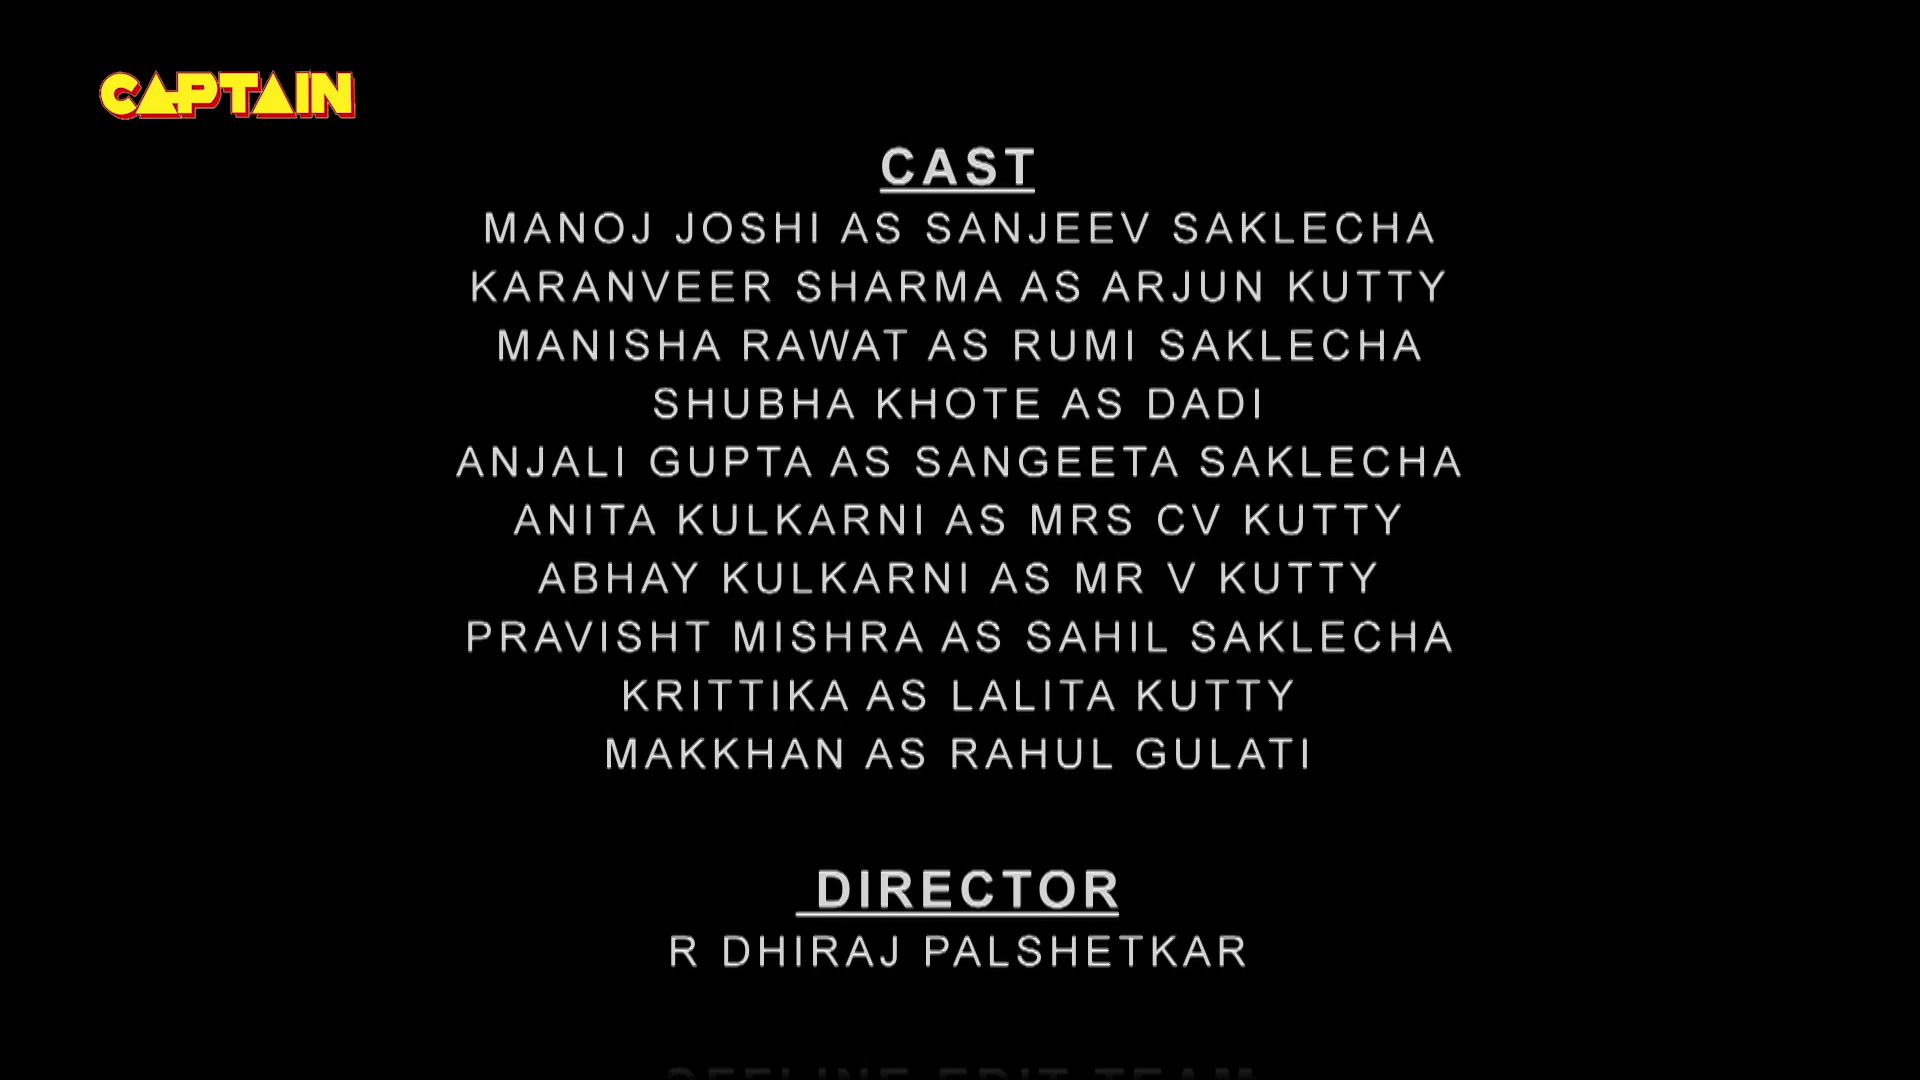 CAPTAIN
CAST
MANOJ JOSHI AS SANJEEV SAKLECHA
KARANVEER SHARMA AS ARJUN KUTTY
MANISHA RAWAT AS RUMI SAKLECHA
SHUBHA KHOTE AS DADI
ANJALI GUPTA AS SANGEETA SAKLECHA
ANITA KULKARNI AS MRS CV KUTTY
ABHAY KULKARNI AS MR V KUTTY
PRAVISHT MISHRA AS SAHIL SAKLECHA
KRITTIKA AS LALITA KUTTY
MAKKHAN AS RAHUL GULATI
DIRECTOR
R DHIRAJ PALSHETKAR